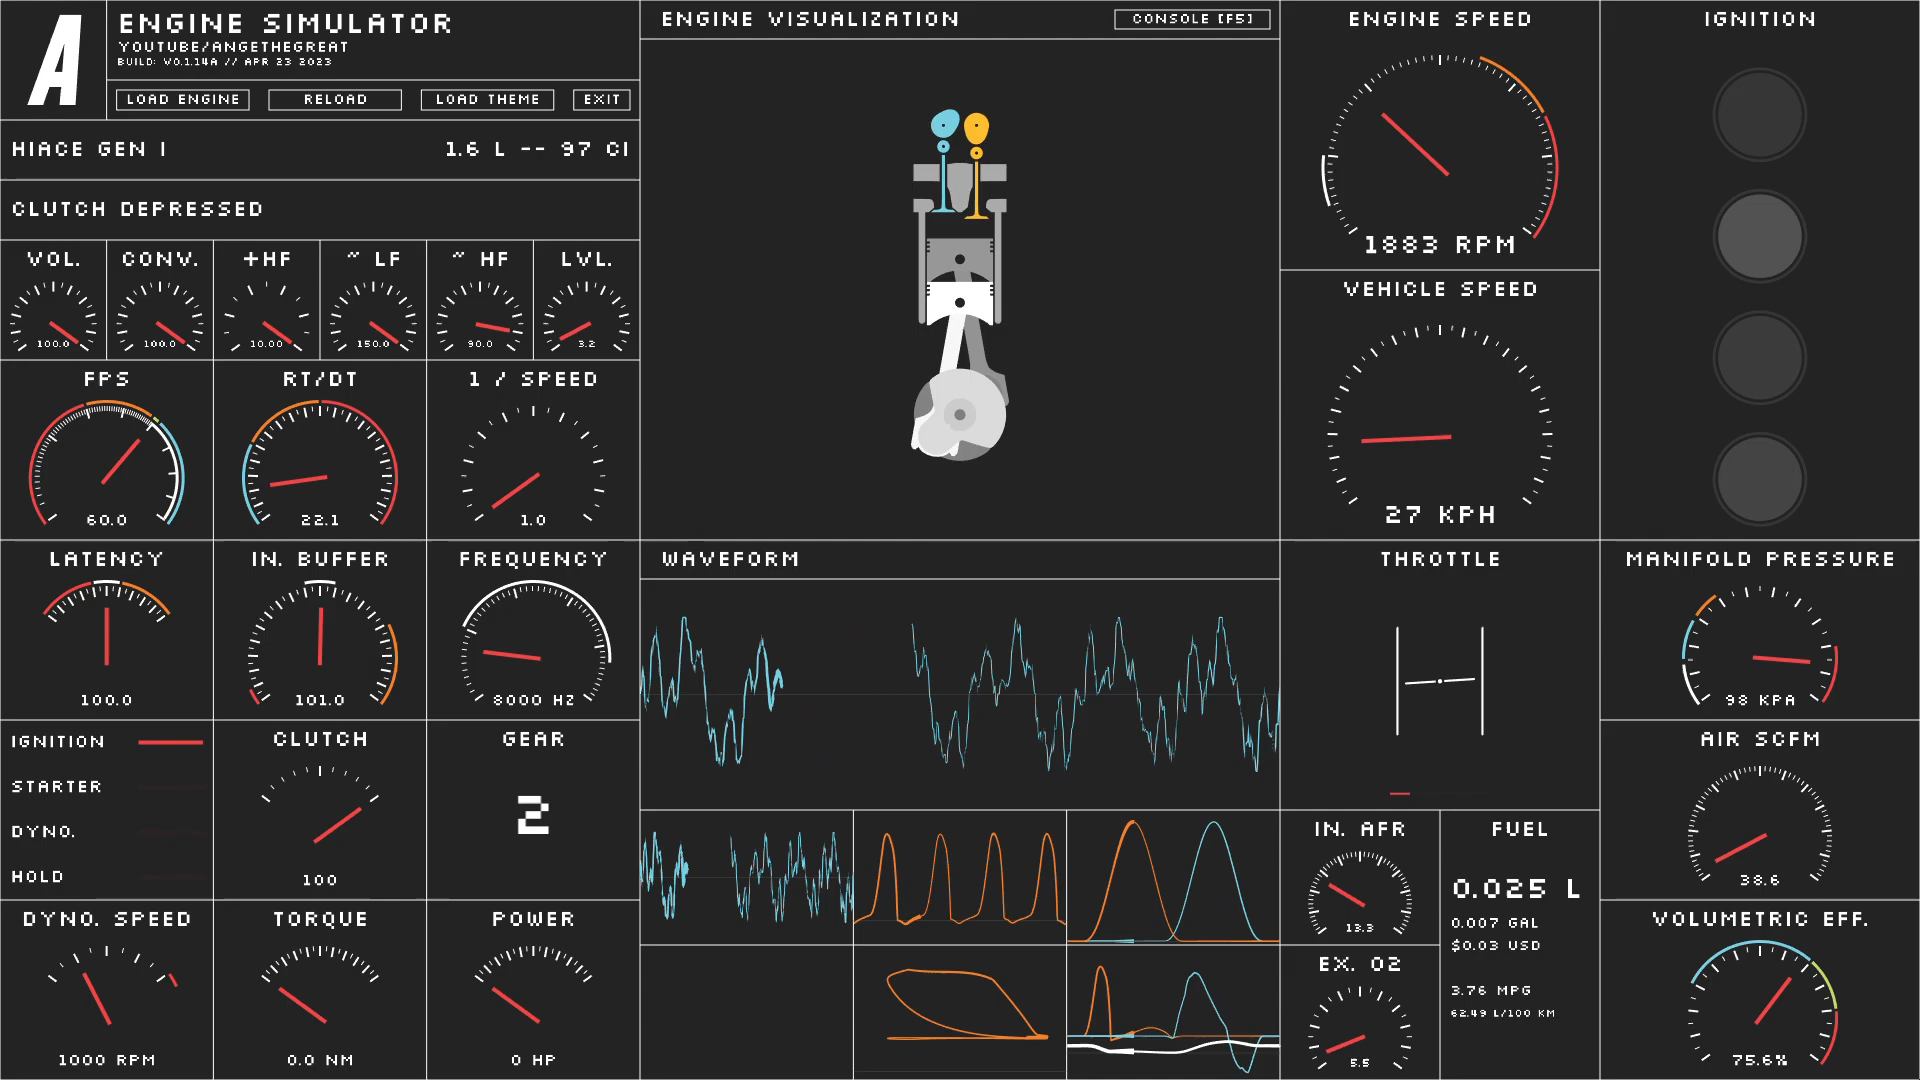 A
ENGINE SIMULATOR
YOUTUBE/ANGETHEGREAT
BUILD: V0.1.14A // APR 23 2023
LOAD ENGINE
RELOAD
LOAD THEME
EXIT
HIACE GEN I
1.6 L -- 97 CI
CLUTCH DEPRESSED
VOL.
CONV.
+HF
~ LF
~ HF
LVL.
100.0
100.0
10.00
150.0
90.0
3.2
FPS
RT/DT
1 / SPEED
60.0
22.1
1.0
LATENCY
IN. BUFFER
FREQUENCY
100.0
101.0
8000 HZ
IGNITION
STARTER
DYNO.
HOLD
CLUTCH
100
GEAR
2
DYNO. SPEED
TORQUE
POWER
1000 RPM
0.0 NM
0 HP
ENGINE VISUALIZATION
CONSOLE [F5]
WAVEFORM
ENGINE SPEED
1883 RPM
VEHICLE SPEED
27 KPH
THROTTLE
IN. AFR
13.3
EX. O2
5.5
FUEL
0.025 L
0.007 GAL
$0.03 USD
3.76 MPG
62.49 L/100 KM
IGNITION
MANIFOLD PRESSURE
98 KPA
AIR SCFM
38.6
VOLUMETRIC EFF.
75.6%